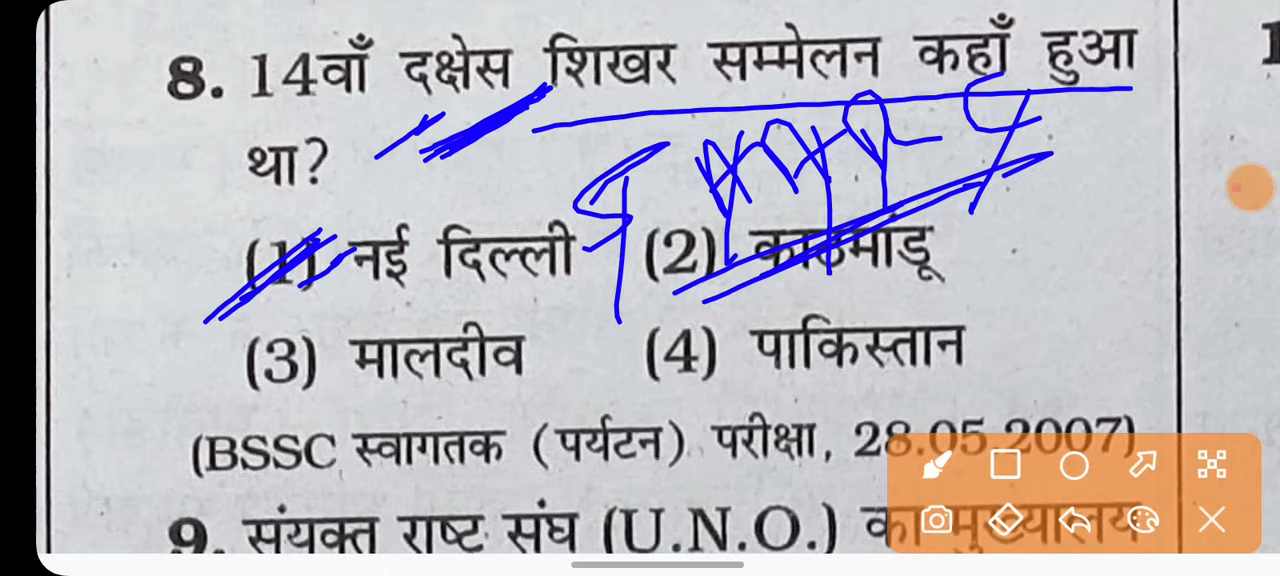 8. 14वाँ दक्षेस शिखर सम्मेलन कहाँ हुआ
था?
(1) नई दिल्ली (2) काठमांडू
(3) मालदीव (4) पाकिस्तान
(BSSC स्वागतक (पर्यटन) परीक्षा, 28.05.2007)
9. संयक्त राष्ट संघ (U.N.O.) का मुख्यालय